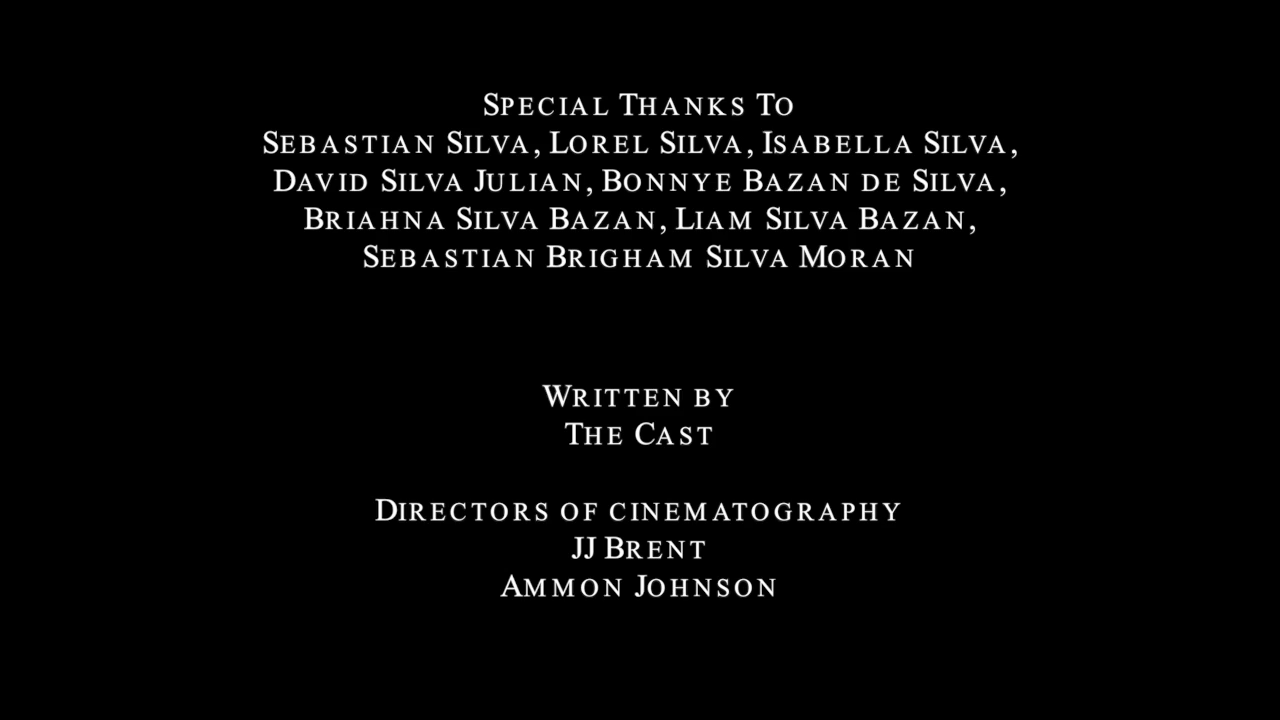 Special Thanks To
Sebastian Silva, Lorel Silva, Isabella Silva,
David Silva Julian, Bonnye Bazan de Silva,
Briahna Silva Bazan, Liam Silva Bazan,
Sebastian Brigham Silva Moran
Written by
The Cast
Directors of cinematography
JJ Brent
Ammon Johnson